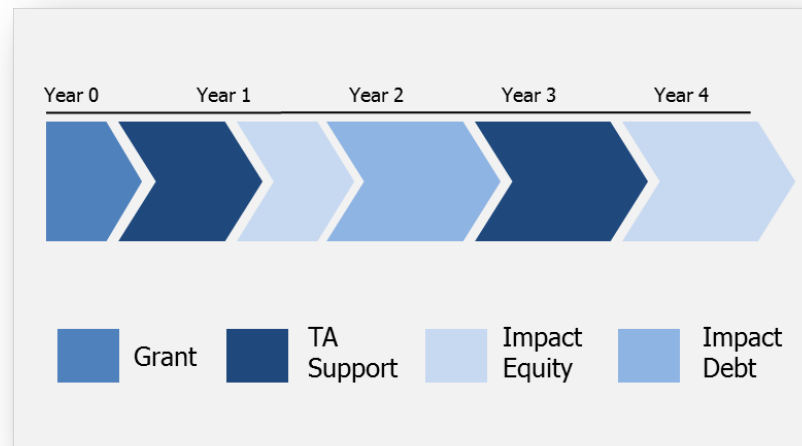 Year 0 Year 1 Year 2 Year 3 Year 4
Grant
TA
Support
Impact
Equity
Impact
Debt